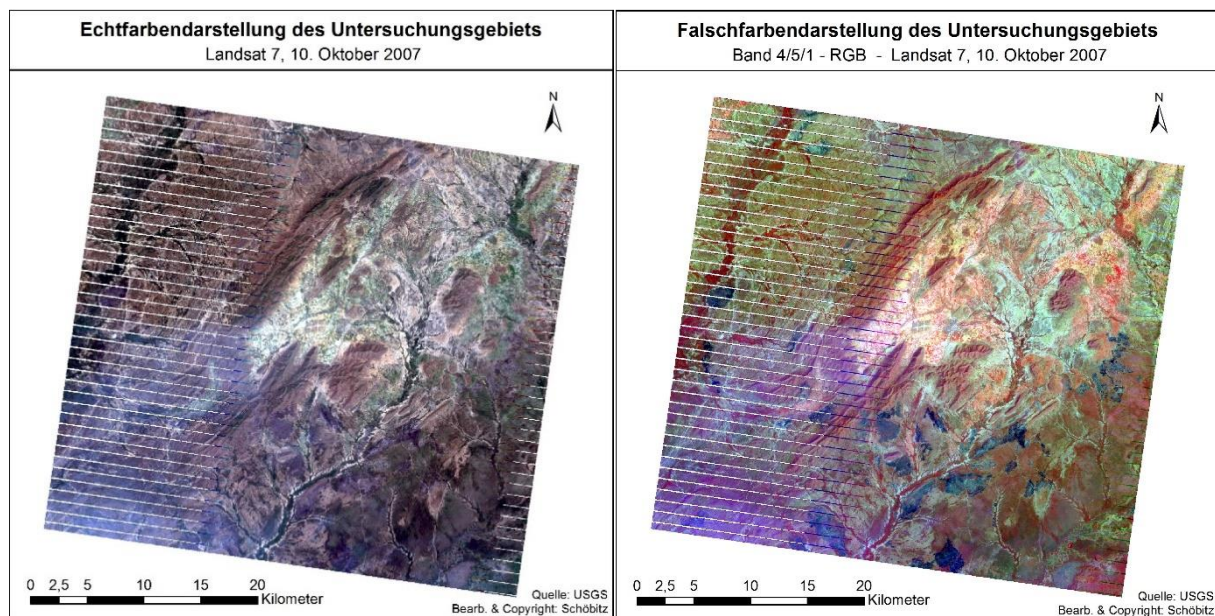 Echtfarbendarstellung des Untersuchungsgebiets
Landsat 7, 10. Oktober 2007
N
0 2,5 5 10 15 20
Kilometer
Quelle: USGS
Bearb. & Copyright: Schöbitz
Falschfarbendarstellung des Untersuchungsgebiets
Band 4/5/1 - RGB - Landsat 7, 10. Oktober 2007
N
0 2,5 5 10 15 20
Kilometer
Quelle: USGS
Bearb. & Copyright: Schöbitz